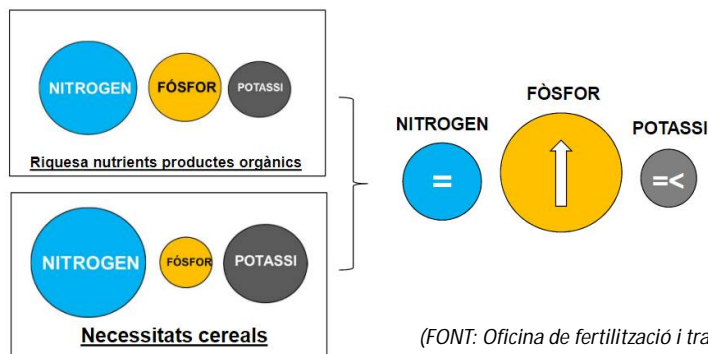 NITROGEN
FÓSFOR
POTASSI
Riquesa nutrients productes orgànics
NITROGEN
FÓSFOR
POTASSI
Necessitats cereals
FÒSFOR
NITROGEN
POTASSI
=
=<
(FONT: Oficina de fertilització i tra